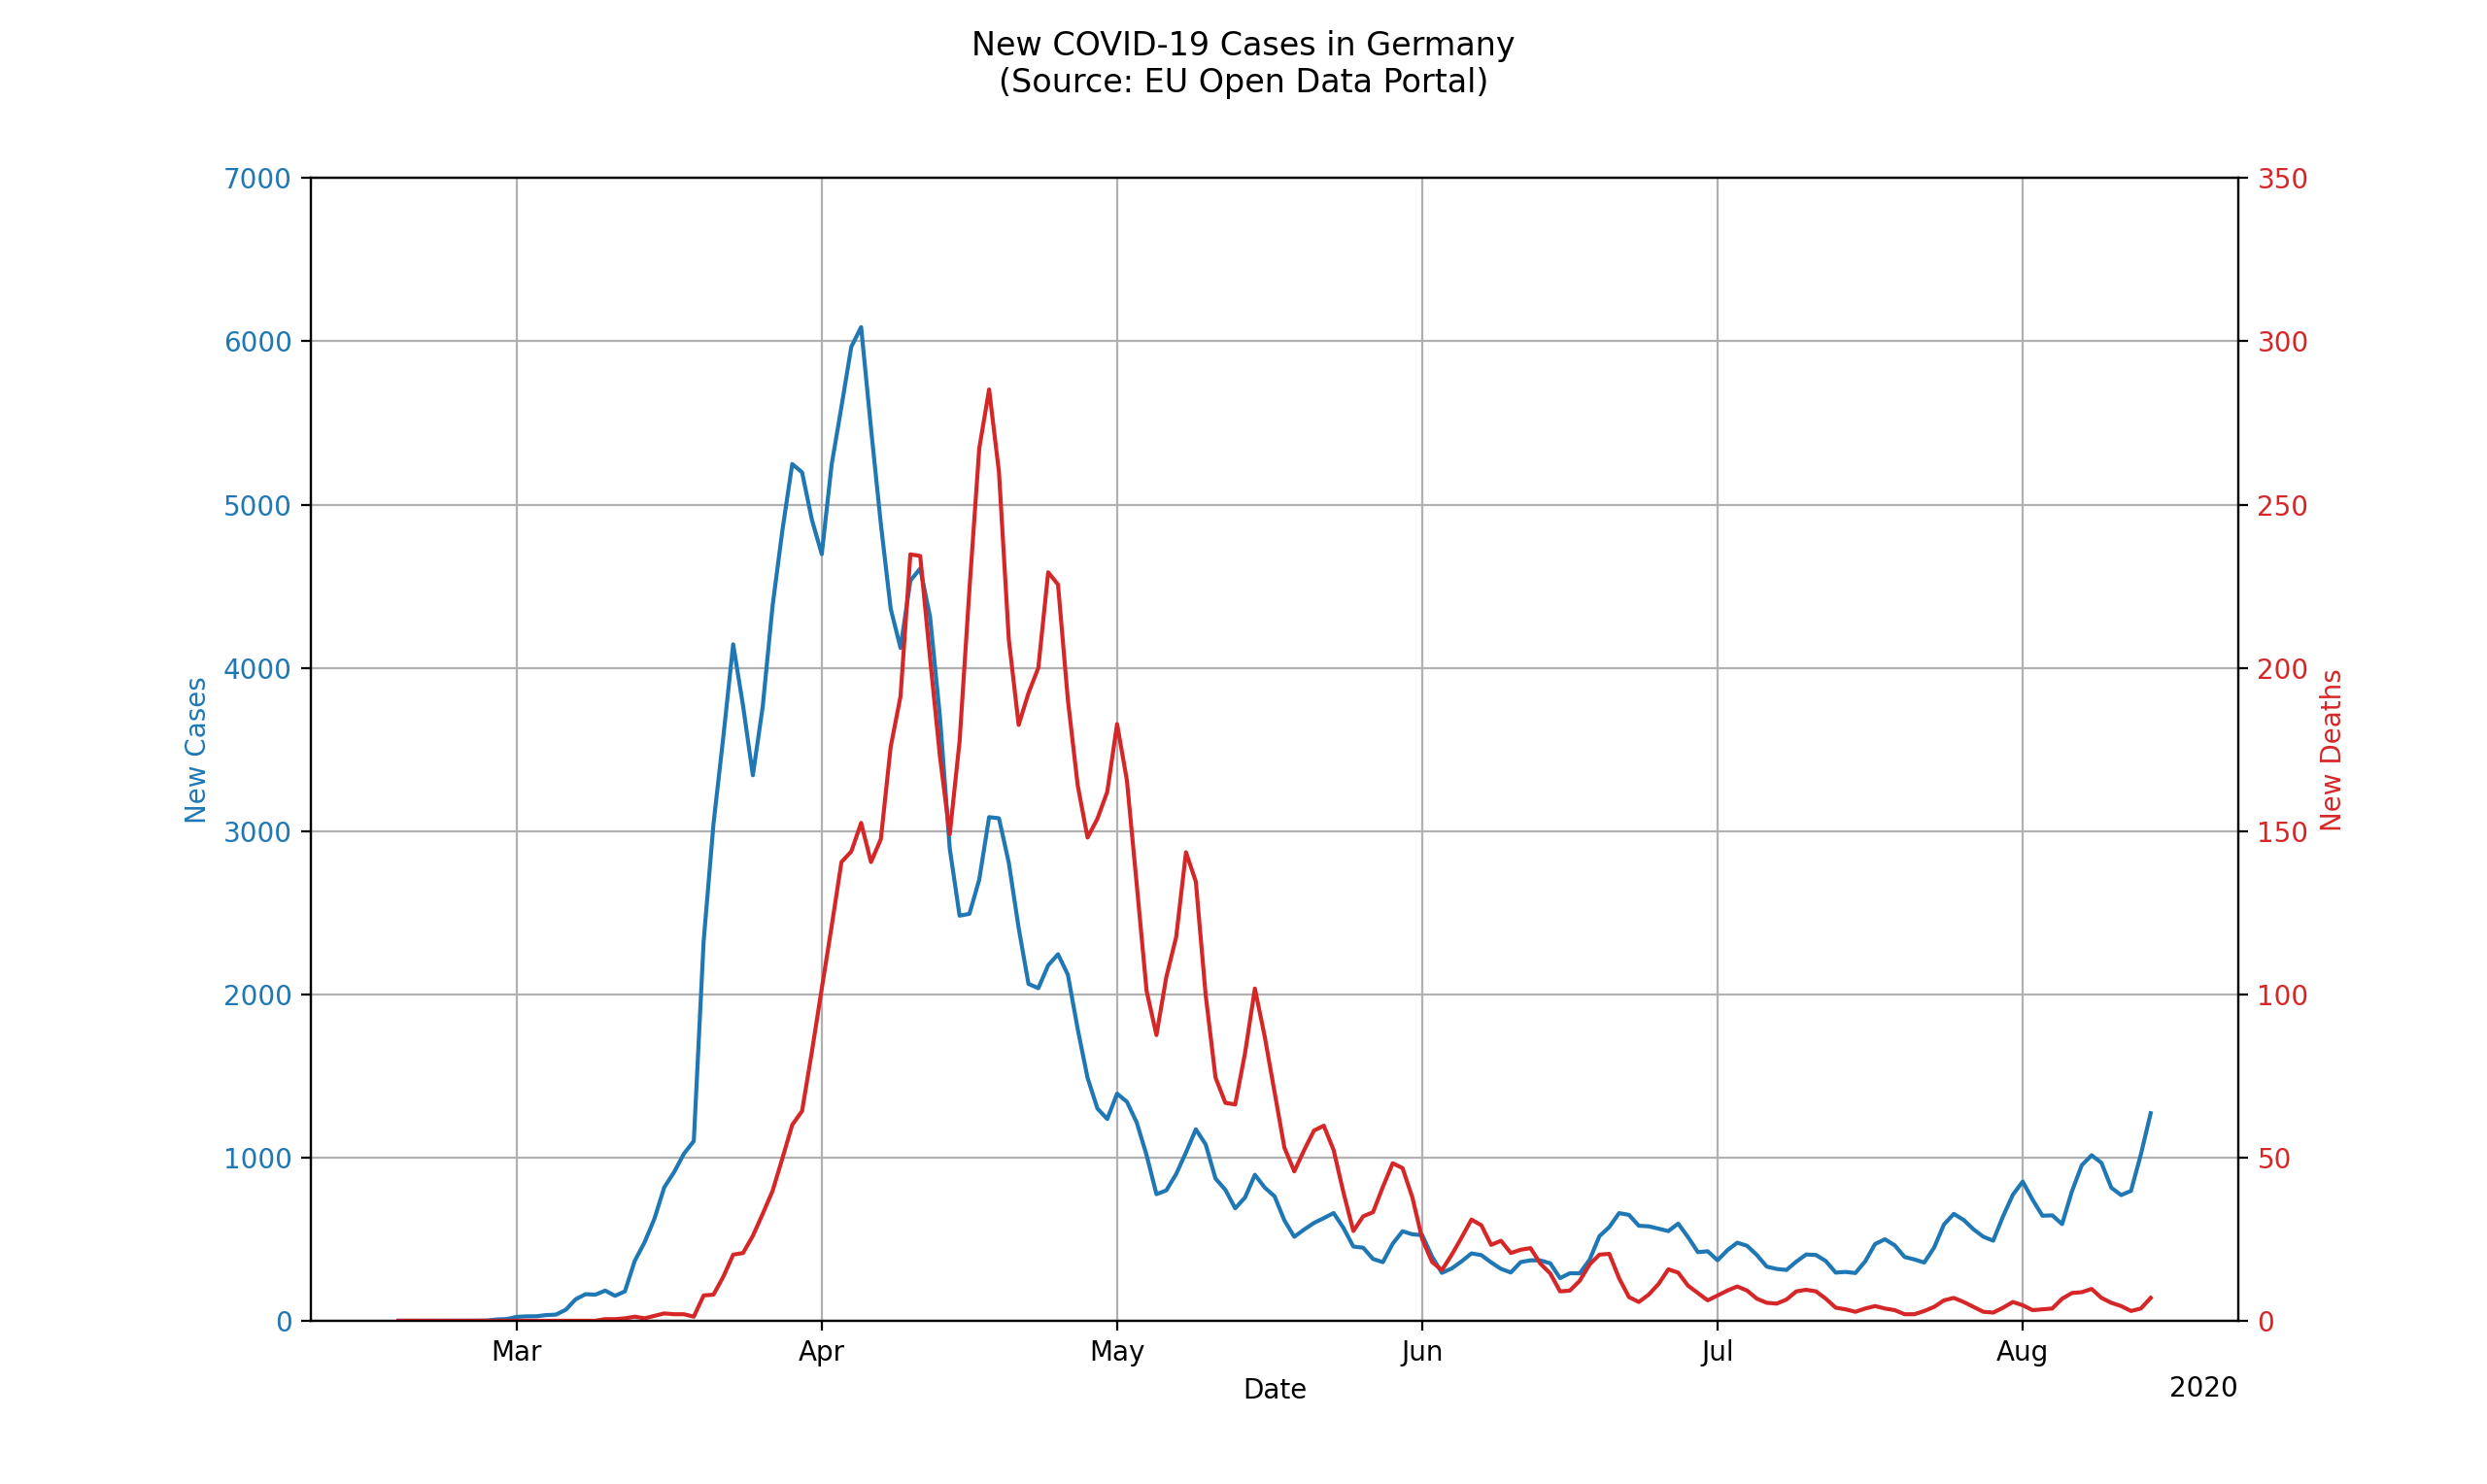 New COVID-19 Cases in Germany
(Source: EU Open Data Portal)
7000
6000
5000
4000
3000
2000
1000
0
New Cases
350
300
250
200
150
100
50
0
New Deaths
Mar
Apr
May
Jun
Jul
Aug
Date
2020